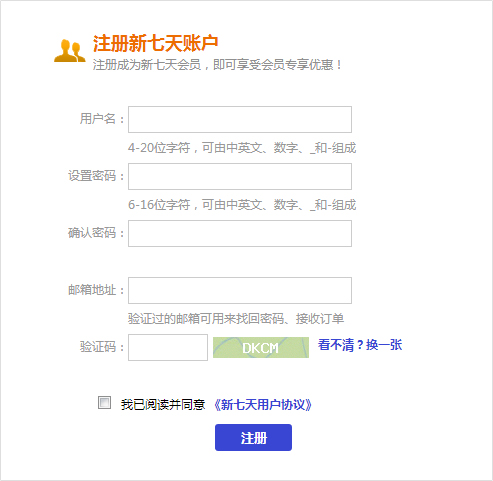 注册新七天账户
注册成为新七天会员，即可享受会员专享优惠！
用户名：
4-20位字符，可由中英文、数字、_和-组成
设置密码：
6-16位字符，可由中英文、数字、_和-组成
确认密码：
邮箱地址：
验证过的邮箱可用来找回密码、接收订单
验证码： DKCM 看不清？换一张
我已阅读并同意 《新七天用户协议》
注册